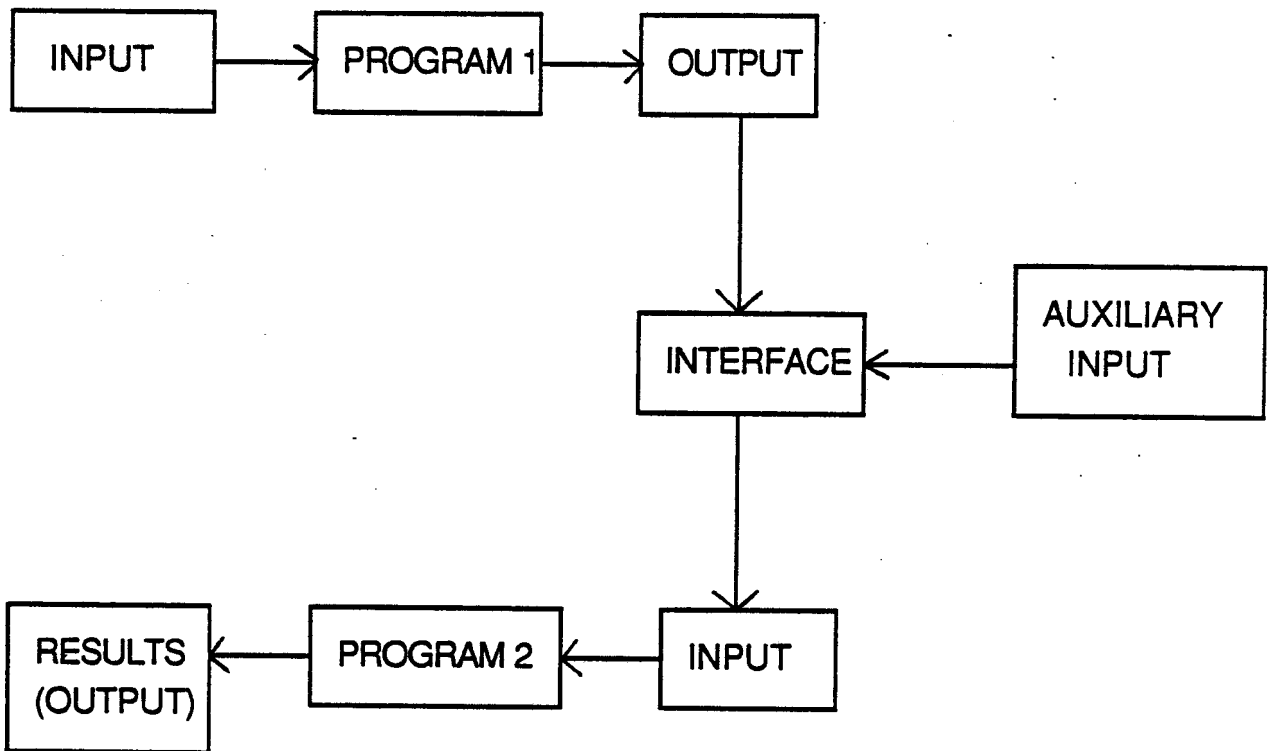 INPUT
PROGRAM 1
OUTPUT
INTERFACE
AUXILIARY
INPUT
INPUT
PROGRAM 2
RESULTS
(OUTPUT)